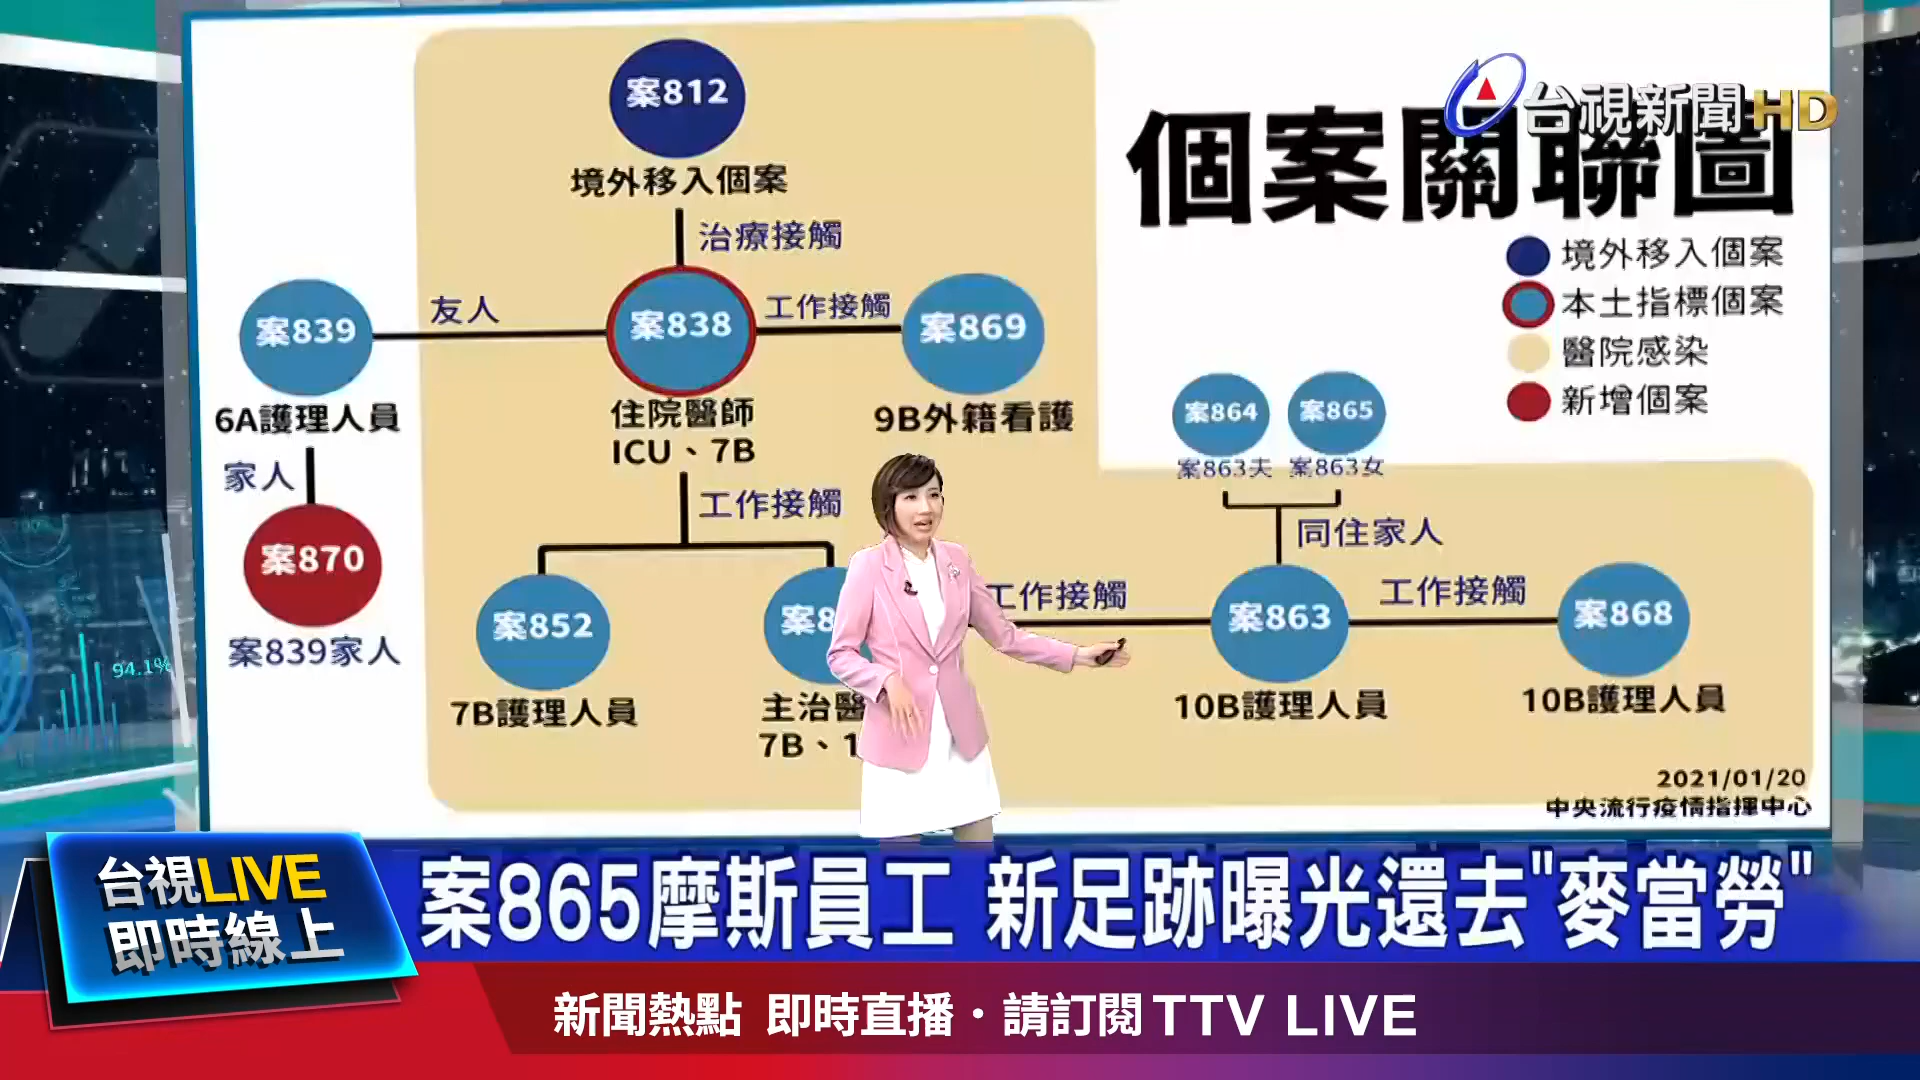 台視新聞HD
個案關聯圖
境外移入個案
本土指標個案
醫院感染
新增個案
案812
境外移入個案
治療接觸
案839
友人
案838
工作接觸
案869
6A護理人員
住院醫師
ICU、7B
9B外籍看護
家人
工作接觸
案870
案839家人
案852
7B護理人員
案8
主治醫
7B、1
案864
案865
案863夫
案863女
同住家人
工作接觸
案863
工作接觸
案868
10B護理人員
10B護理人員
2021/01/20
中央流行疫情指揮中心
94.1%
台視LIVE
即時線上
案865摩斯員工 新足跡曝光還去"麥當勞"
新聞熱點 即時直播・請訂閱TTV LIVE